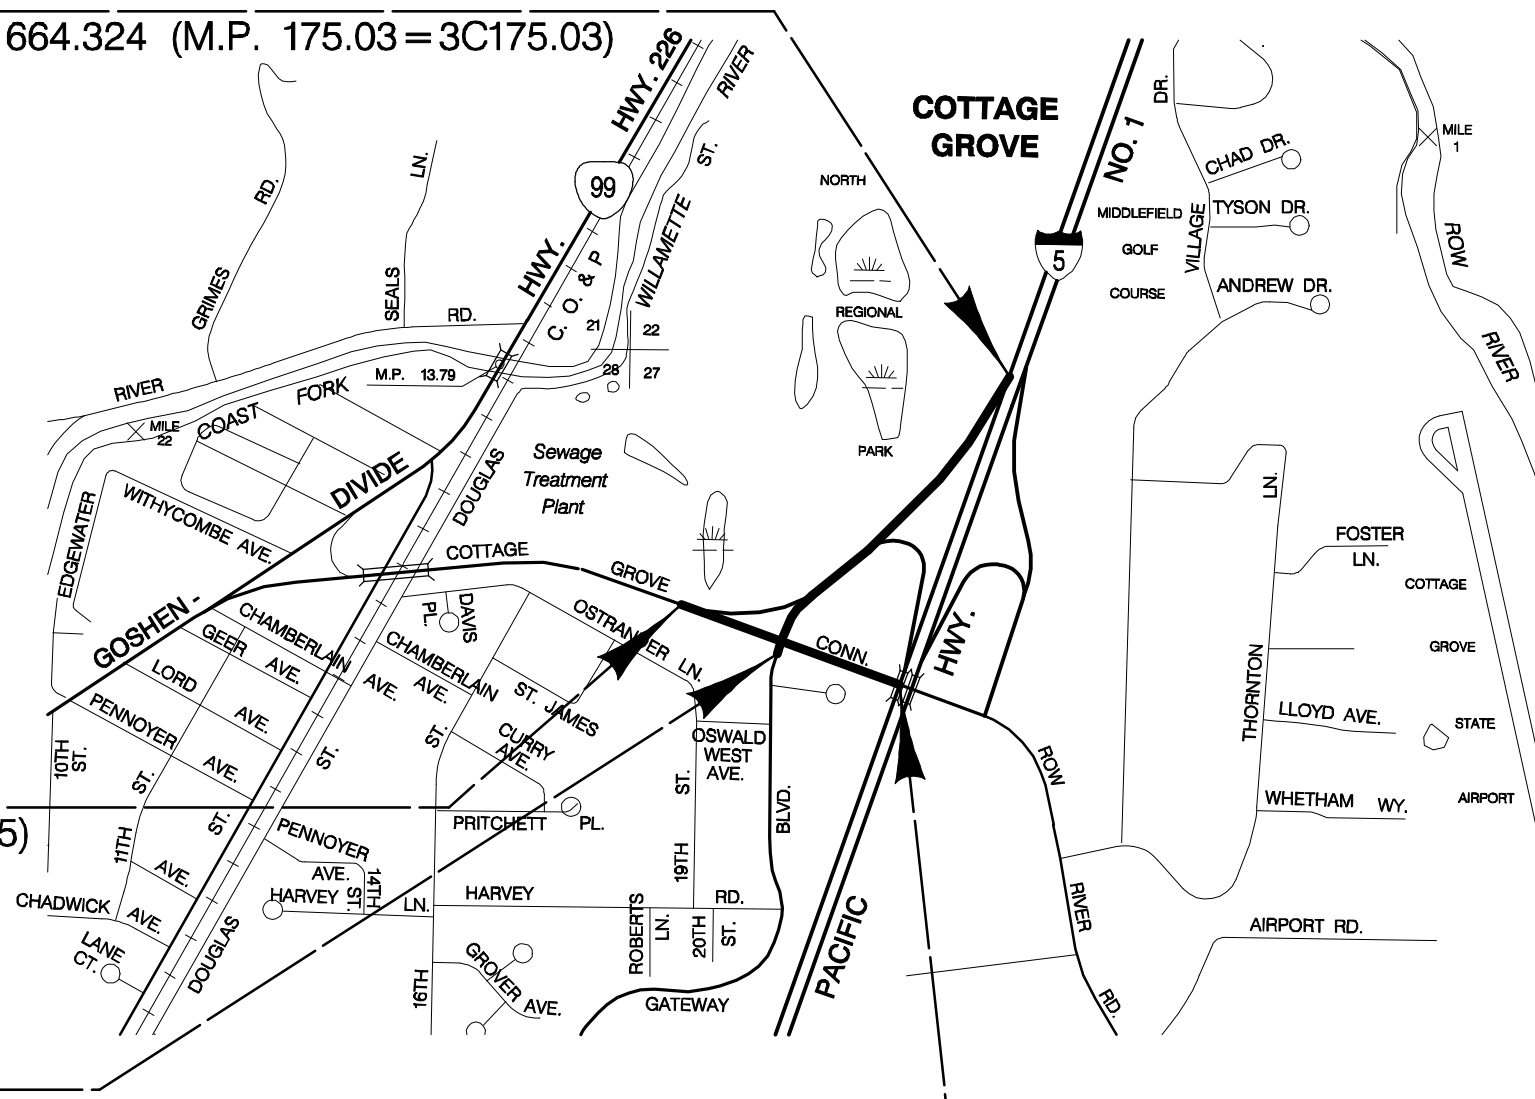 664.324 (M.P. 175.03=3C175.03)
HWY. 226
RIVER
COTTAGE
GROVE
NO. 1
DR.
CHAD DR.
MILE
1
LN.
RD.
99
ST.
NORTH
MIDDLEFIELD
TYSON DR.
VILLAGE
GOLF
COURSE
ANDREW DR.
ROW
RIVER
GRIMES
SEALS
RD.
HWY.
C. O. & P
WILLAMETTE
21
22
28
27
5
REGIONAL
PARK
RIVER
M.P. 13.79
FORK
COAST
MILE
22
DIVIDE
DOUGLAS
Sewage
Treatment
Plant
EDGEWATER
WITHYCOMBE AVE.
COTTAGE
GROVE
LN.
FOSTER
LN.
COTTAGE
GROVE
STATE
AIRPORT
GOSHEN -
CHAMBERLAIN
AVE.
GEER AVE.
LORD
AVE.
PENNOYER
AVE.
DAVIS
PL.
CHAMBERLAIN
AVE.
OSTRANDER LN.
CONN.
HWY.
ST. JAMES
CURRY
AVE.
ST.
OSWALD
WEST
AVE.
THORNTON
LLOYD AVE.
ROW
WHETHAM WY.
10TH
ST.
ST.
ST.
11TH
ST.
5)
PENNOYER
AVE.
14TH
ST.
PRITCHETT PL.
ST.
19TH
BLVD.
AVE.
CHADWICK
AVE.
HARVEY
LN.
HARVEY
RD.
RIVER
LANE
CT.
DOUGLAS
ROBERTS
LN.
20TH
ST.
AIRPORT RD.
GROVER AVE.
16TH
GATEWAY
PACIFIC
RD.